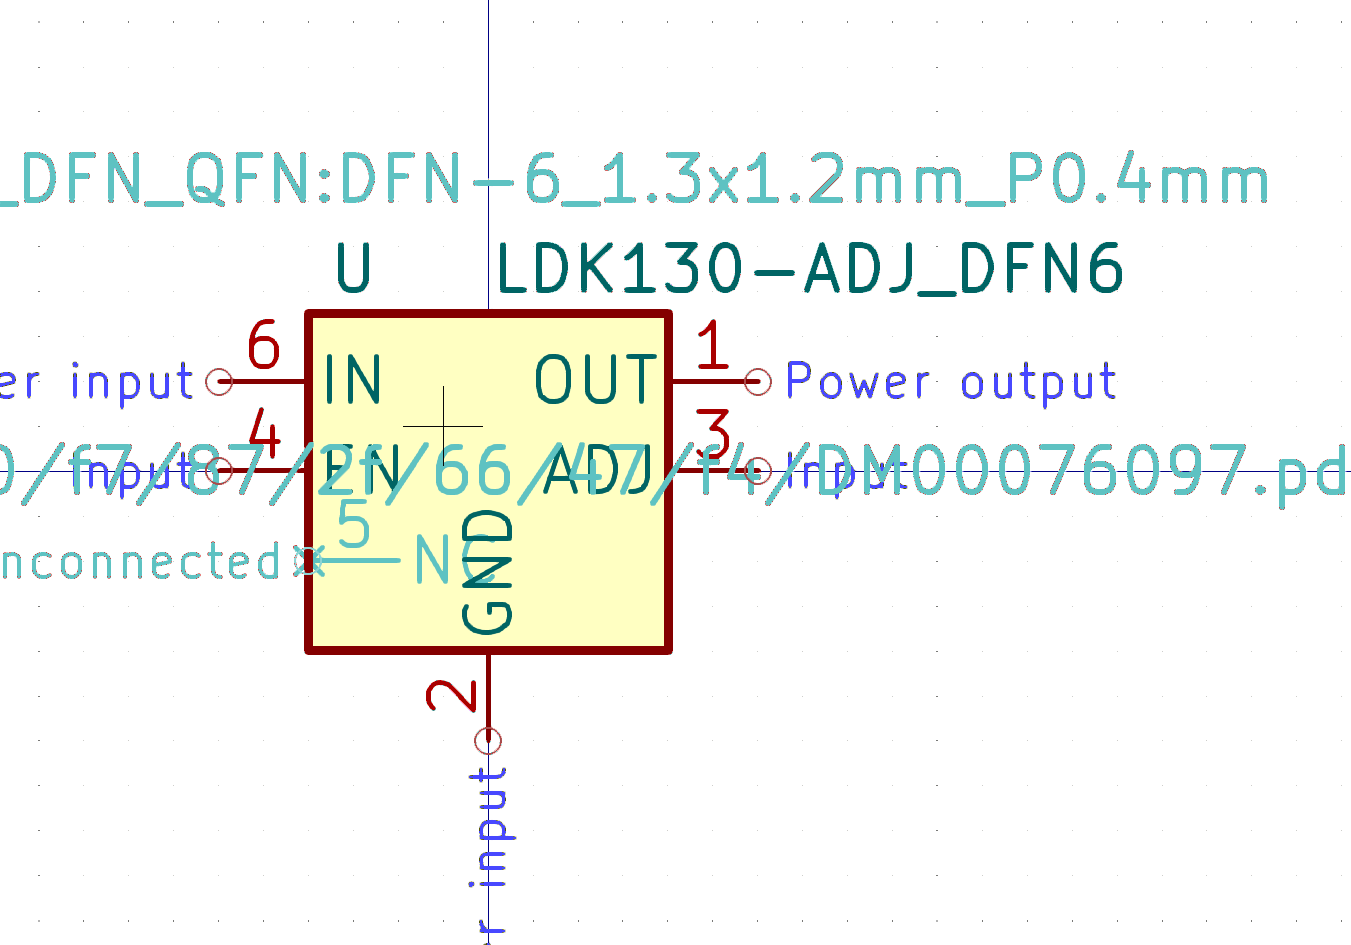 _DFN_QFN:DFN-6_1.3x1.2mm_P0.4mm
U LDK130-ADJ_DFN6
6 IN OUT 1
er input Power output
4 EN ADJ 3
0/f7/87/2f/66/47/f4/DM00076097.pd
Input Input
5 NC
nconnected
GND
2
r input